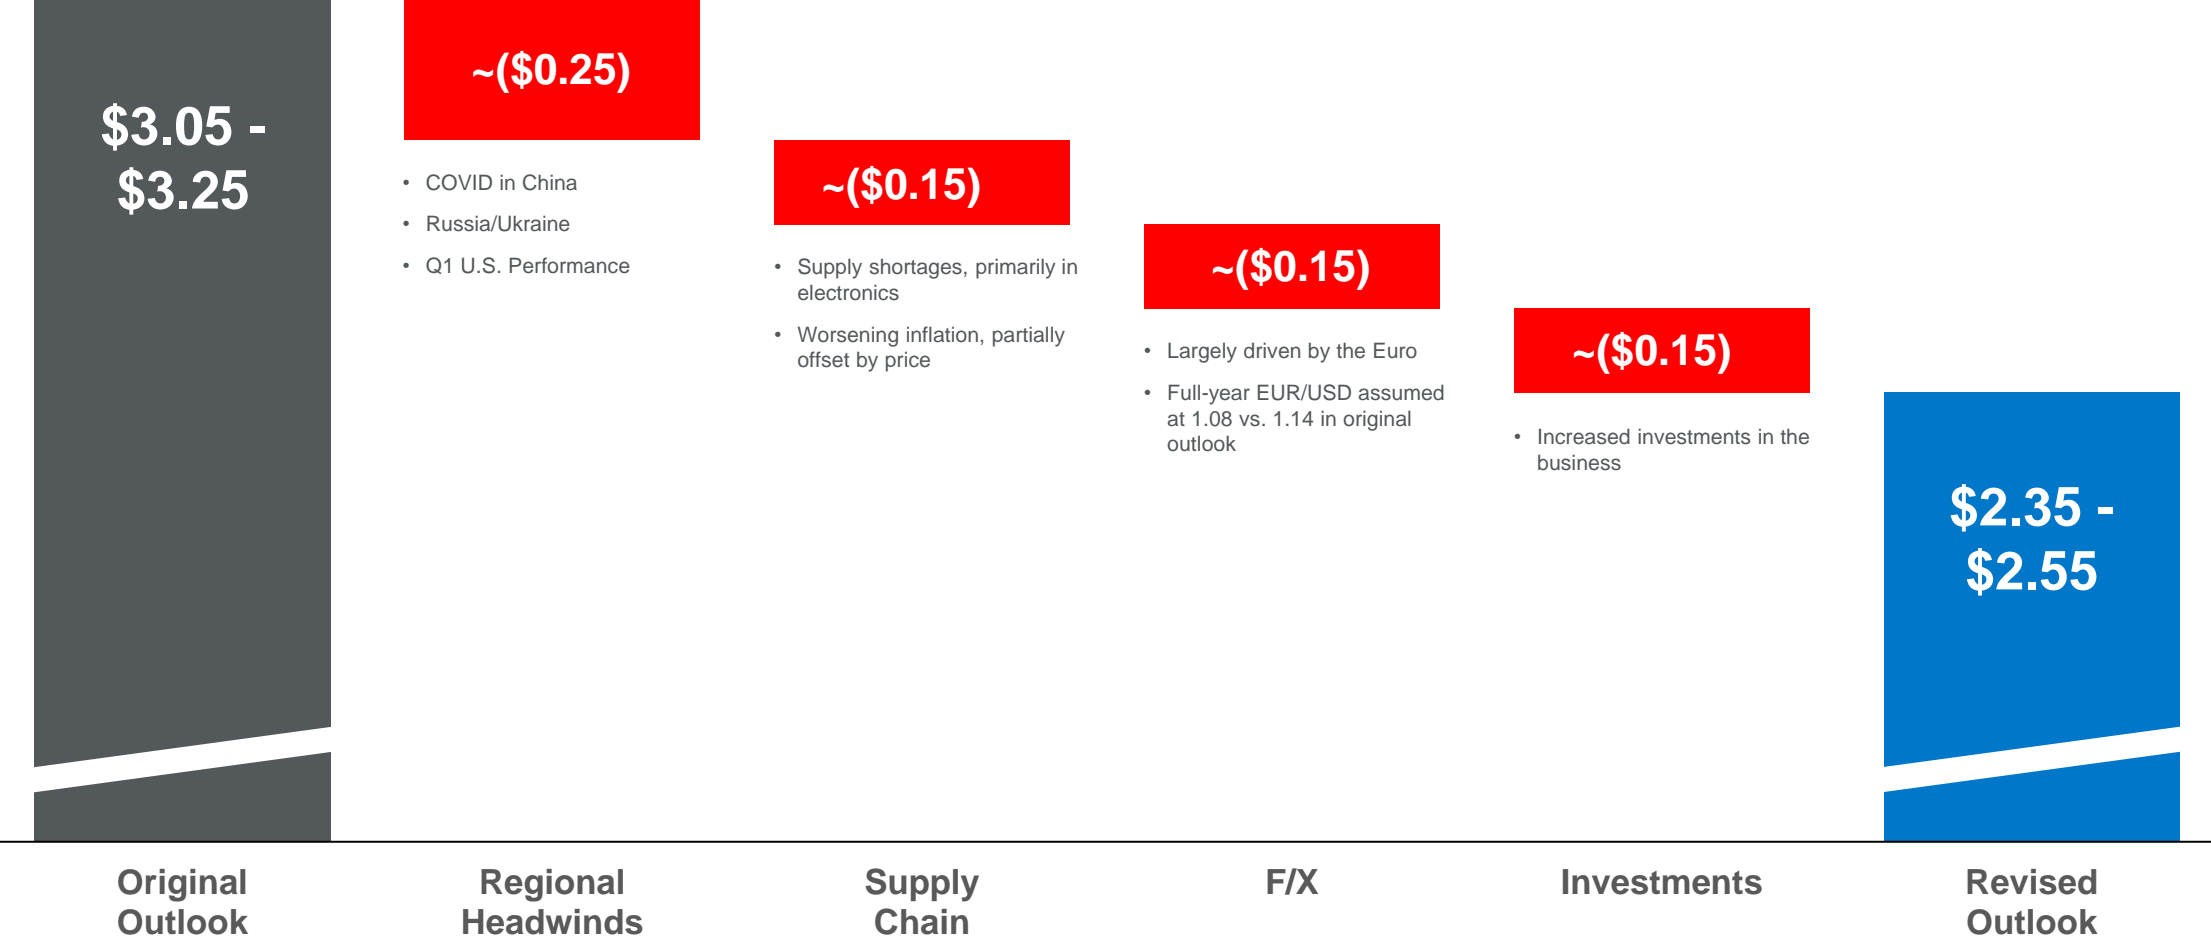 $3.05 -
$3.25
~($0.25)
• COVID in China
• Russia/Ukraine
• Q1 U.S. Performance
~($0.15)
• Supply shortages, primarily in
electronics
• Worsening inflation, partially
offset by price
~($0.15)
• Largely driven by the Euro
• Full-year EUR/USD assumed
at 1.08 vs. 1.14 in original
outlook
~($0.15)
• Increased investments in the
business
$2.35 -
$2.55
Original
Outlook
Regional
Headwinds
Supply
Chain
F/X
Investments
Revised
Outlook